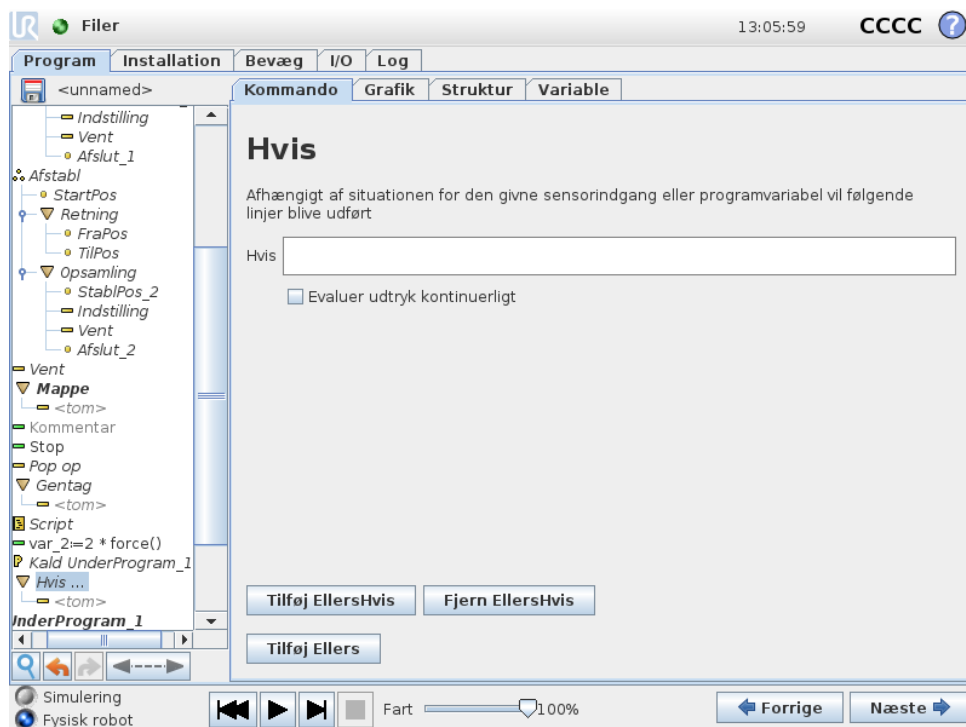 UR Filer 13:05:59 CCCC ?
Program Installation Bevæg I/O Log
<unnamed>
Kommando Grafik Struktur Variable
Indstilling
Vent
Afslut_1
Afstabl
StartPos
Retning
FraPos
TilPos
Opsamling
StablPos_2
Indstilling
Vent
Afslut_2
Vent
Mappe
<tom>
Kommentar
Stop
Pop op
Gentag
<tom>
Script
var_2:=2 * force()
Kald UnderProgram_1
Hvis ...
<tom>
InderProgram_1
Hvis
Afhængigt af situationen for den givne sensorindgang eller programvariabel vil følgende
linjer blive udført
Hvis
Evaluer udtryk kontinuerligt
Tilføj EllersHvis Fjern EllersHvis
Tilføj Ellers
Simulering
Fysisk robot
Fart 100%
Forrige Næste